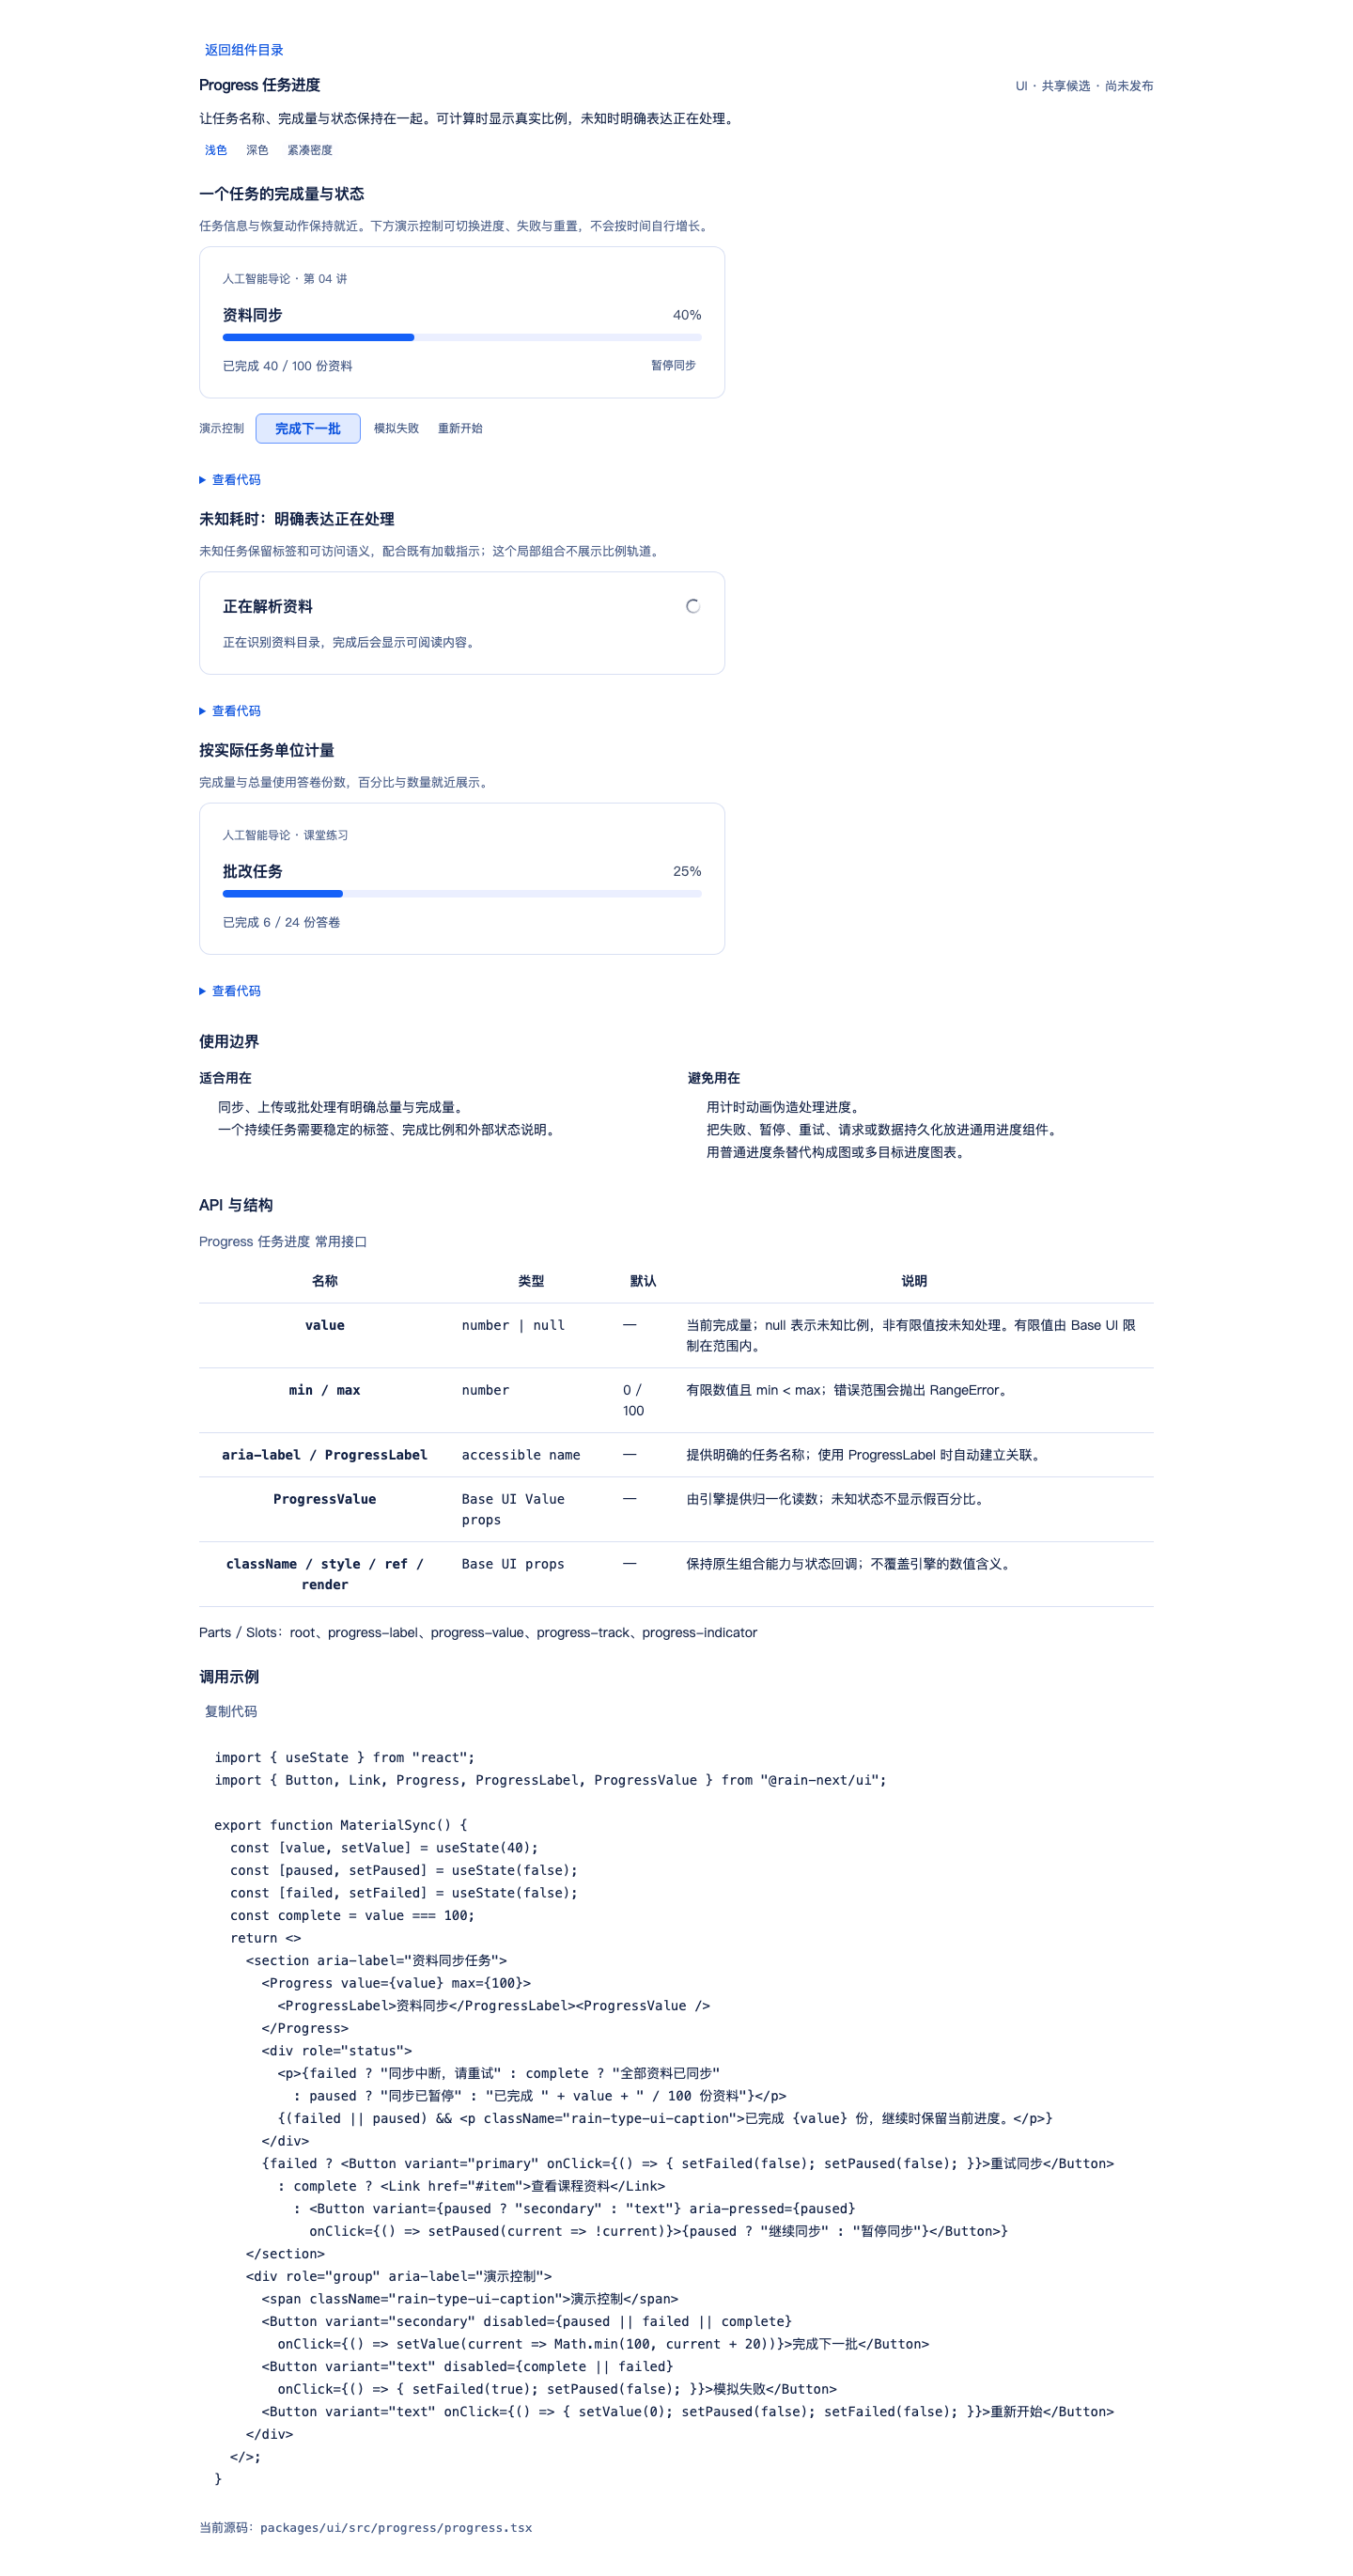 返回组件目录
Progress 任务进度
UI · 共享候选 · 尚未发布
让任务名称、完成量与状态保持在一起。可计算时显示真实比例，未知时明确表达正在处理。
浅色 深色 紧凑密度
一个任务的完成量与状态
任务信息与恢复动作保持就近。下方演示控制可切换进度、失败与重置，不会按时间自行增长。
人工智能导论 · 第 04 讲
资料同步 40%
已完成 40 / 100 份资料 暂停同步
演示控制 完成下一批 模拟失败 重新开始
▶ 查看代码
未知耗时：明确表达正在处理
未知任务保留标签和可访问语义，配合既有加载指示；这个局部组合不展示比例轨道。
正在解析资料
正在识别资料目录，完成后会显示可阅读内容。
▶ 查看代码
按实际任务单位计量
完成量与总量使用答卷份数，百分比与数量就近展示。
人工智能导论 · 课堂练习
批改任务 25%
已完成 6 / 24 份答卷
▶ 查看代码
使用边界
适合用在
同步、上传或批处理有明确总量与完成量。
一个持续任务需要稳定的标签、完成比例和外部状态说明。
避免用在
用计时动画伪造处理进度。
把失败、暂停、重试、请求或数据持久化放进通用进度组件。
用普通进度条替代构成图或多目标进度图表。
API 与结构
Progress 任务进度 常用接口
名称 类型 默认 说明
value number | null — 当前完成量；null 表示未知比例，非有限值按未知处理。有限值由 Base UI 限
制在范围内。
min / max number 0 / 有限数值且 min < max；错误范围会抛出 RangeError。
100
aria-label / ProgressLabel accessible name — 提供明确的任务名称；使用 ProgressLabel 时自动建立关联。
ProgressValue Base UI Value — 由引擎提供归一化读数；未知状态不显示假百分比。
props
className / style / ref / Base UI props — 保持原生组合能力与状态回调；不覆盖引擎的数值含义。
render
Parts / Slots：root、progress-label、progress-value、progress-track、progress-indicator
调用示例
复制代码
import { useState } from "react";
import { Button, Link, Progress, ProgressLabel, ProgressValue } from "@rain-next/ui";
export function MaterialSync() {
  const [value, setValue] = useState(40);
  const [paused, setPaused] = useState(false);
  const [failed, setFailed] = useState(false);
  const complete = value === 100;
  return <>
    <section aria-label="资料同步任务">
      <Progress value={value} max={100}>
        <ProgressLabel>资料同步</ProgressLabel><ProgressValue />
      </Progress>
      <div role="status">
        <p>{failed ? "同步中断，请重试" : complete ? "全部资料已同步"
          : paused ? "同步已暂停" : "已完成 " + value + " / 100 份资料"}</p>
        {(failed || paused) && <p className="rain-type-ui-caption">已完成 {value} 份，继续时保留当前进度。</p>}
      </div>
      {failed ? <Button variant="primary" onClick={() => { setFailed(false); setPaused(false); }}>重试同步</Button>
        : complete ? <Link href="#item">查看课程资料</Link>
          : <Button variant={paused ? "secondary" : "text"} aria-pressed={paused}
            onClick={() => setPaused(current => !current)}>{paused ? "继续同步" : "暂停同步"}</Button>}
    </section>
    <div role="group" aria-label="演示控制">
      <span className="rain-type-ui-caption">演示控制</span>
      <Button variant="secondary" disabled={paused || failed || complete}
        onClick={() => setValue(current => Math.min(100, current + 20))}>完成下一批</Button>
      <Button variant="text" disabled={complete || failed}
        onClick={() => { setFailed(true); setPaused(false); }}>模拟失败</Button>
      <Button variant="text" onClick={() => { setValue(0); setPaused(false); setFailed(false); }}>重新开始</Button>
    </div>
  </>;
}
当前源码：packages/ui/src/progress/progress.tsx